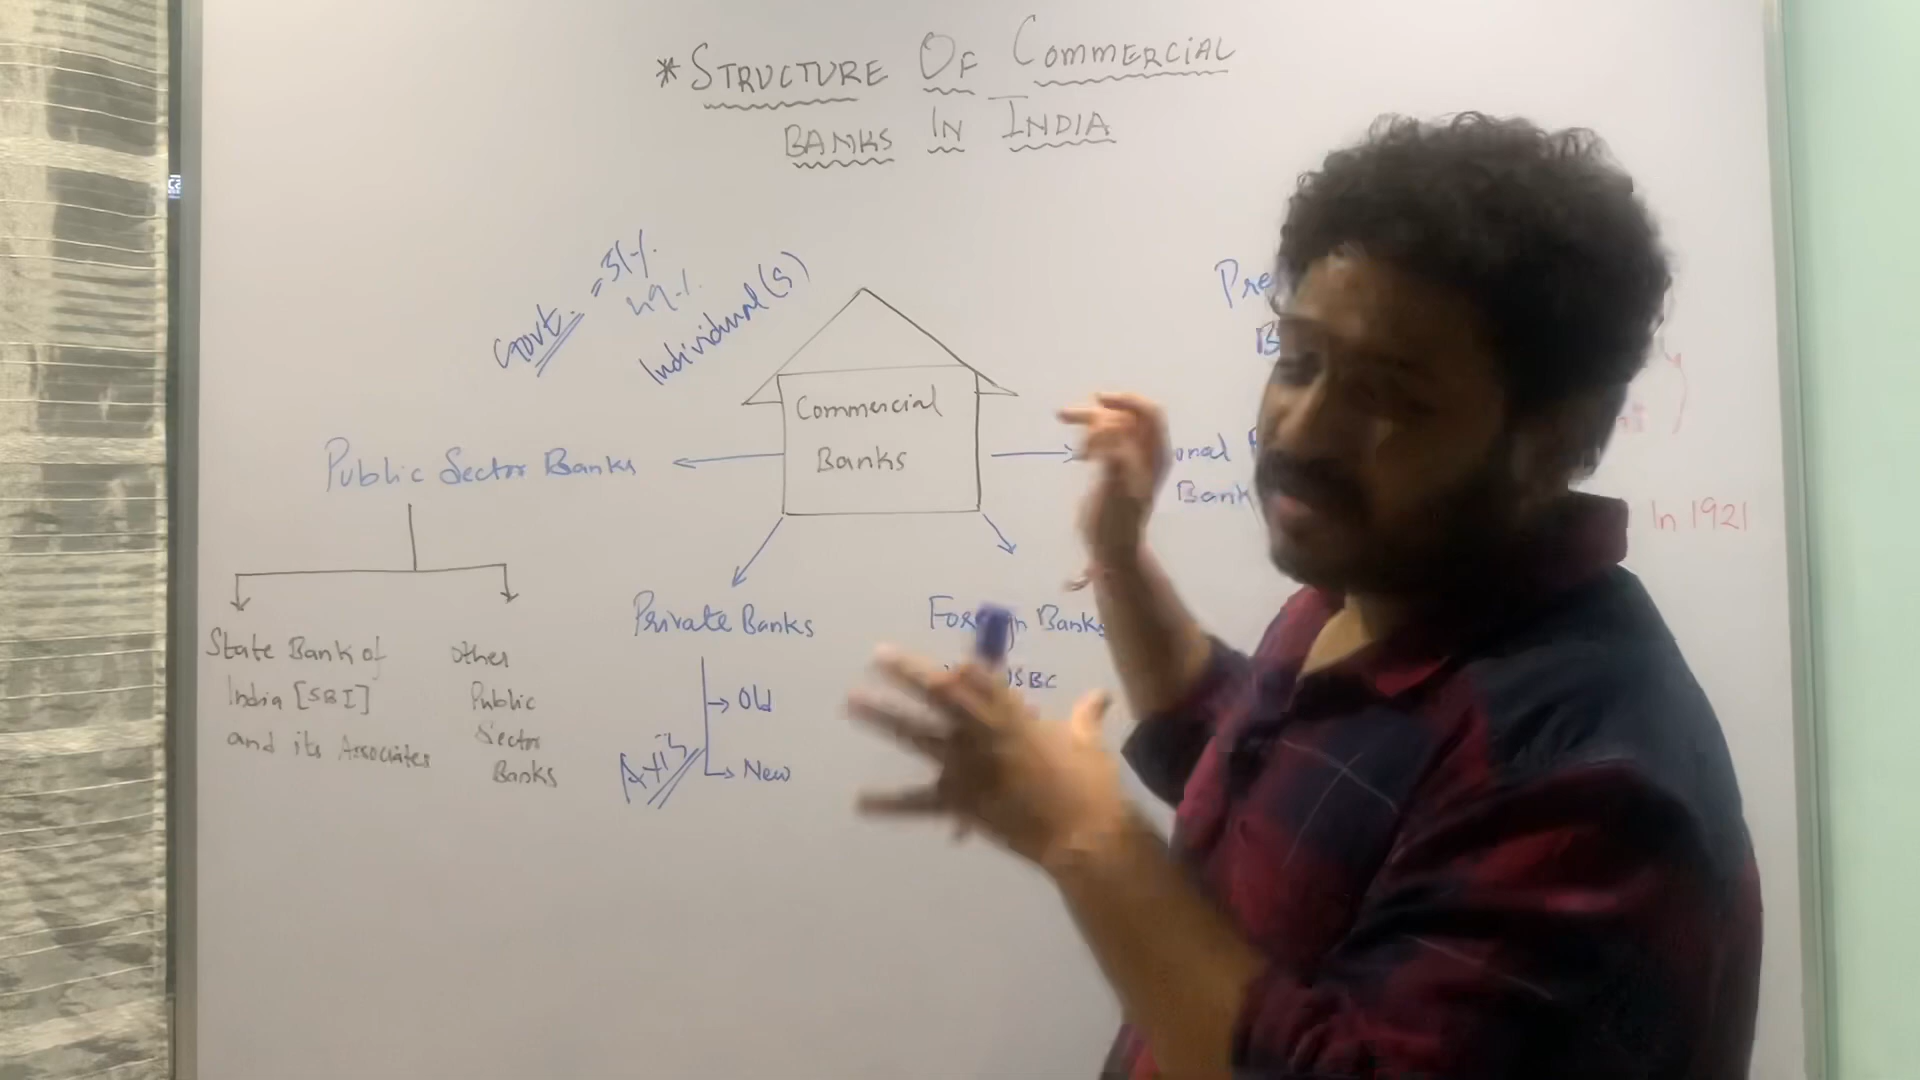 * STRUCTURE OF COMMERCIAL
BANKS IN INDIA
Govt. = 51%
49%
Individual(s)
Commercial
Banks
Public Sector Banks
State Bank of
India [SBI]
and its Associates
Other
Public
Sector
Banks
Private Banks
Old
New
Axis
Banks
Bank
In 1921